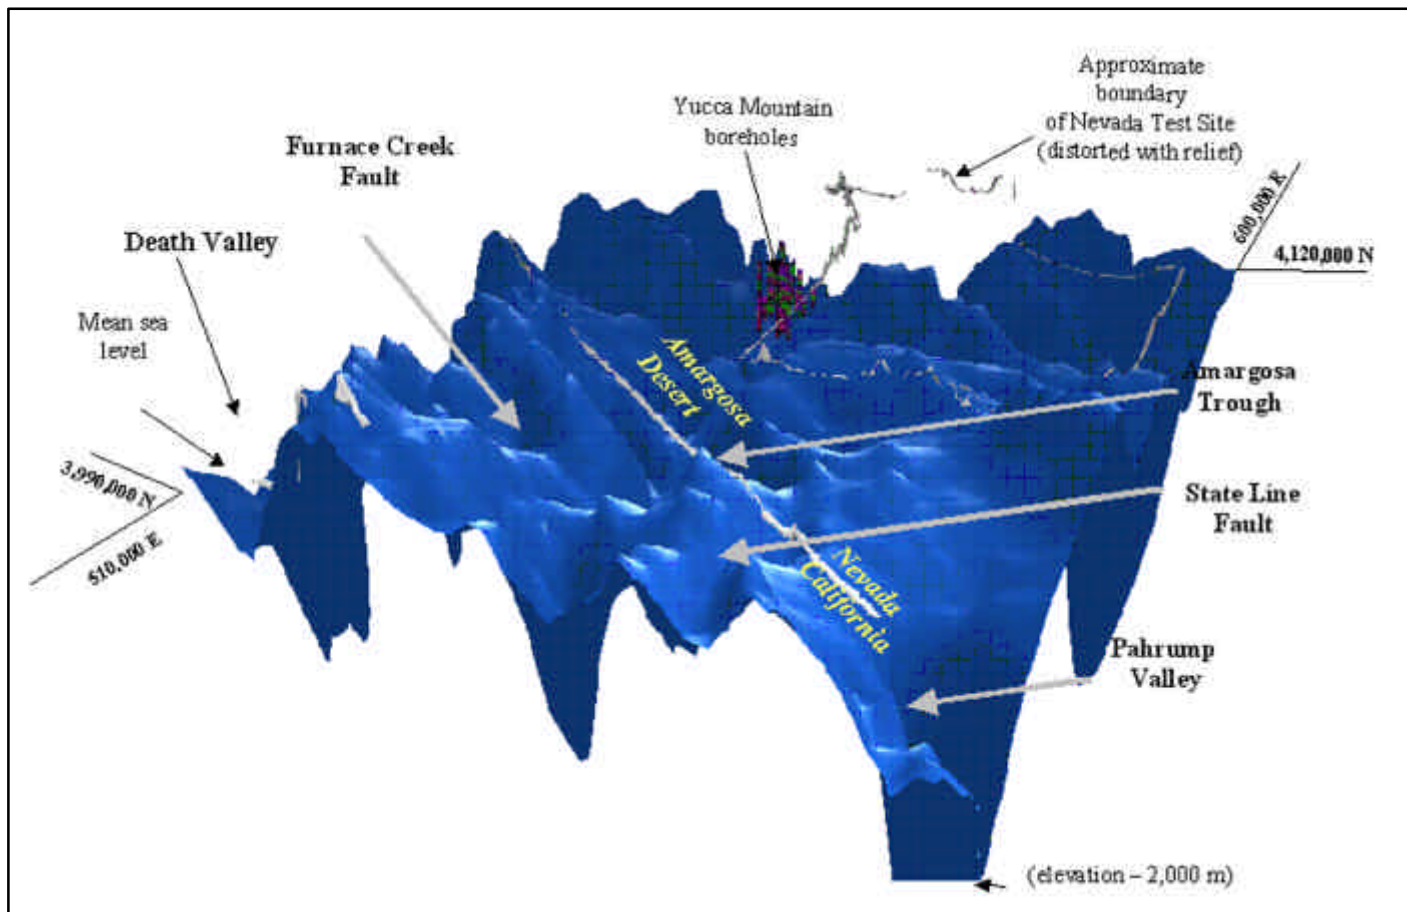 Approximate
boundary
of Nevada Test Site
(distorted with relief)
Yucca Mountain
boreholes
Furnace Creek
Fault
Death Valley
Mean sea
level
600,000 E
4,120,000 N
3,990,000 N
510,000 E
Amargosa
Desert
Amargosa
Trough
State Line
Fault
Nevada
California
Pahrump
Valley
(elevation – 2,000 m)